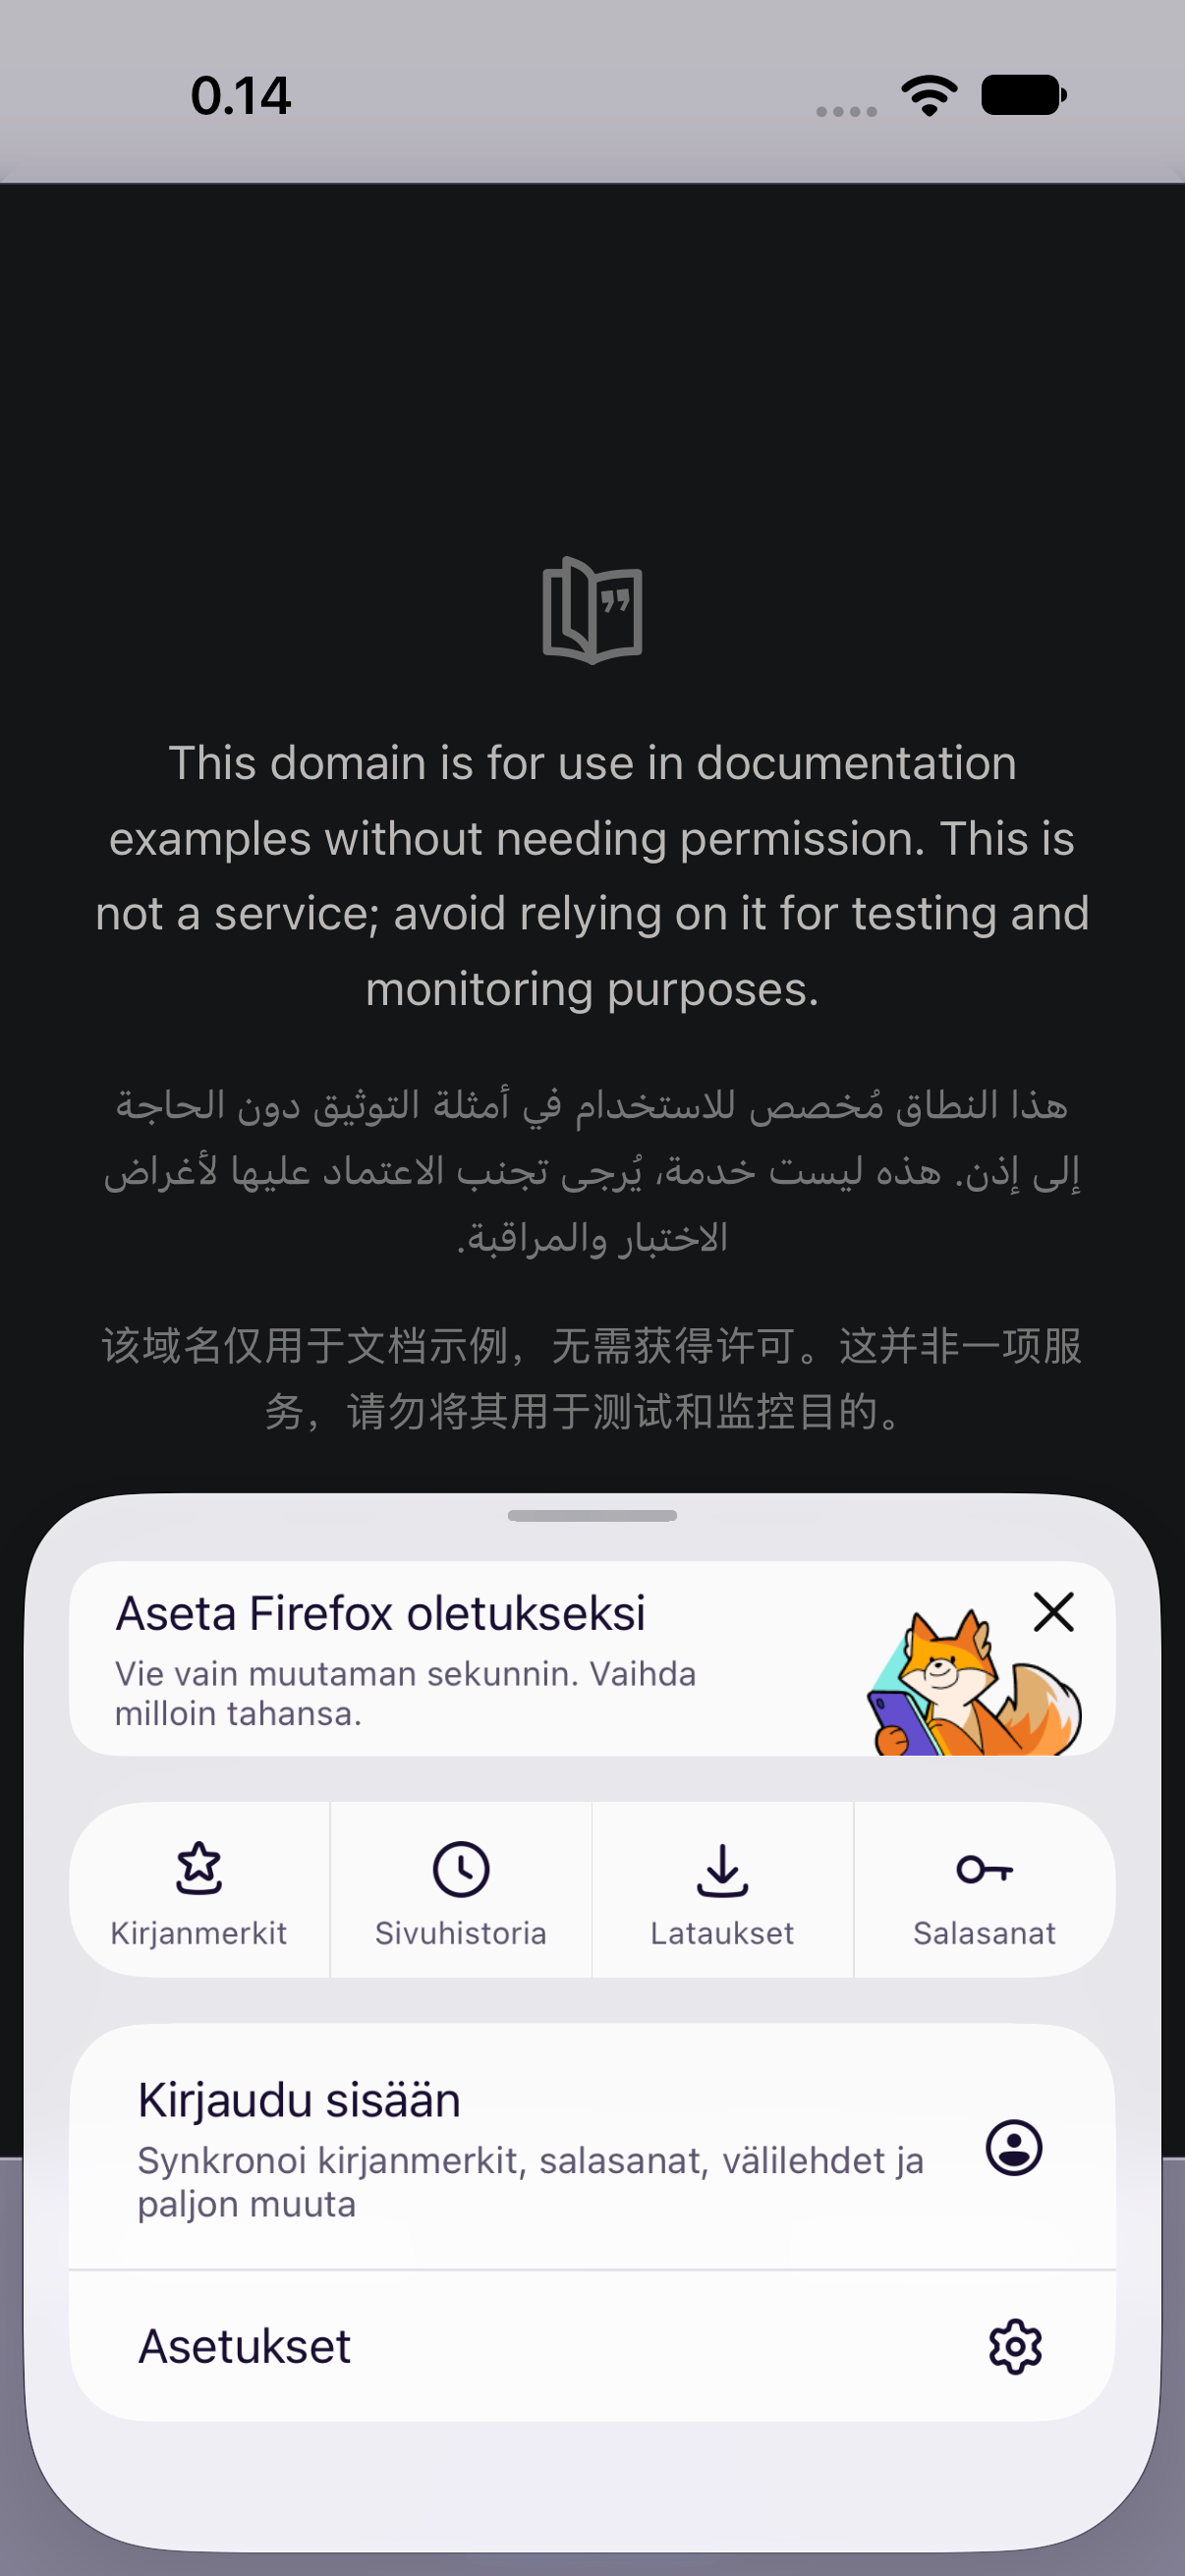 0.14
This domain is for use in documentation
examples without needing permission. This is
not a service; avoid relying on it for testing and
monitoring purposes.
هذا النطاق مُخصص للاستخدام في أمثلة التوثيق دون الحاجة
إلى إذن. هذه ليست خدمة، يُرجى تجنب الاعتماد عليها لأغراض
الاختبار والمراقبة.
该域名仅用于文档示例，无需获得许可。这并非一项服
务，请勿将其用于测试和监控目的。
Aseta Firefox oletukseksi
Vie vain muutaman sekunnin. Vaihda
milloin tahansa.
Kirjanmerkit
Sivuhistoria
Lataukset
Salasanat
Kirjaudu sisään
Synkronoi kirjanmerkit, salasanat, välilehdet ja
paljon muuta
Asetukset